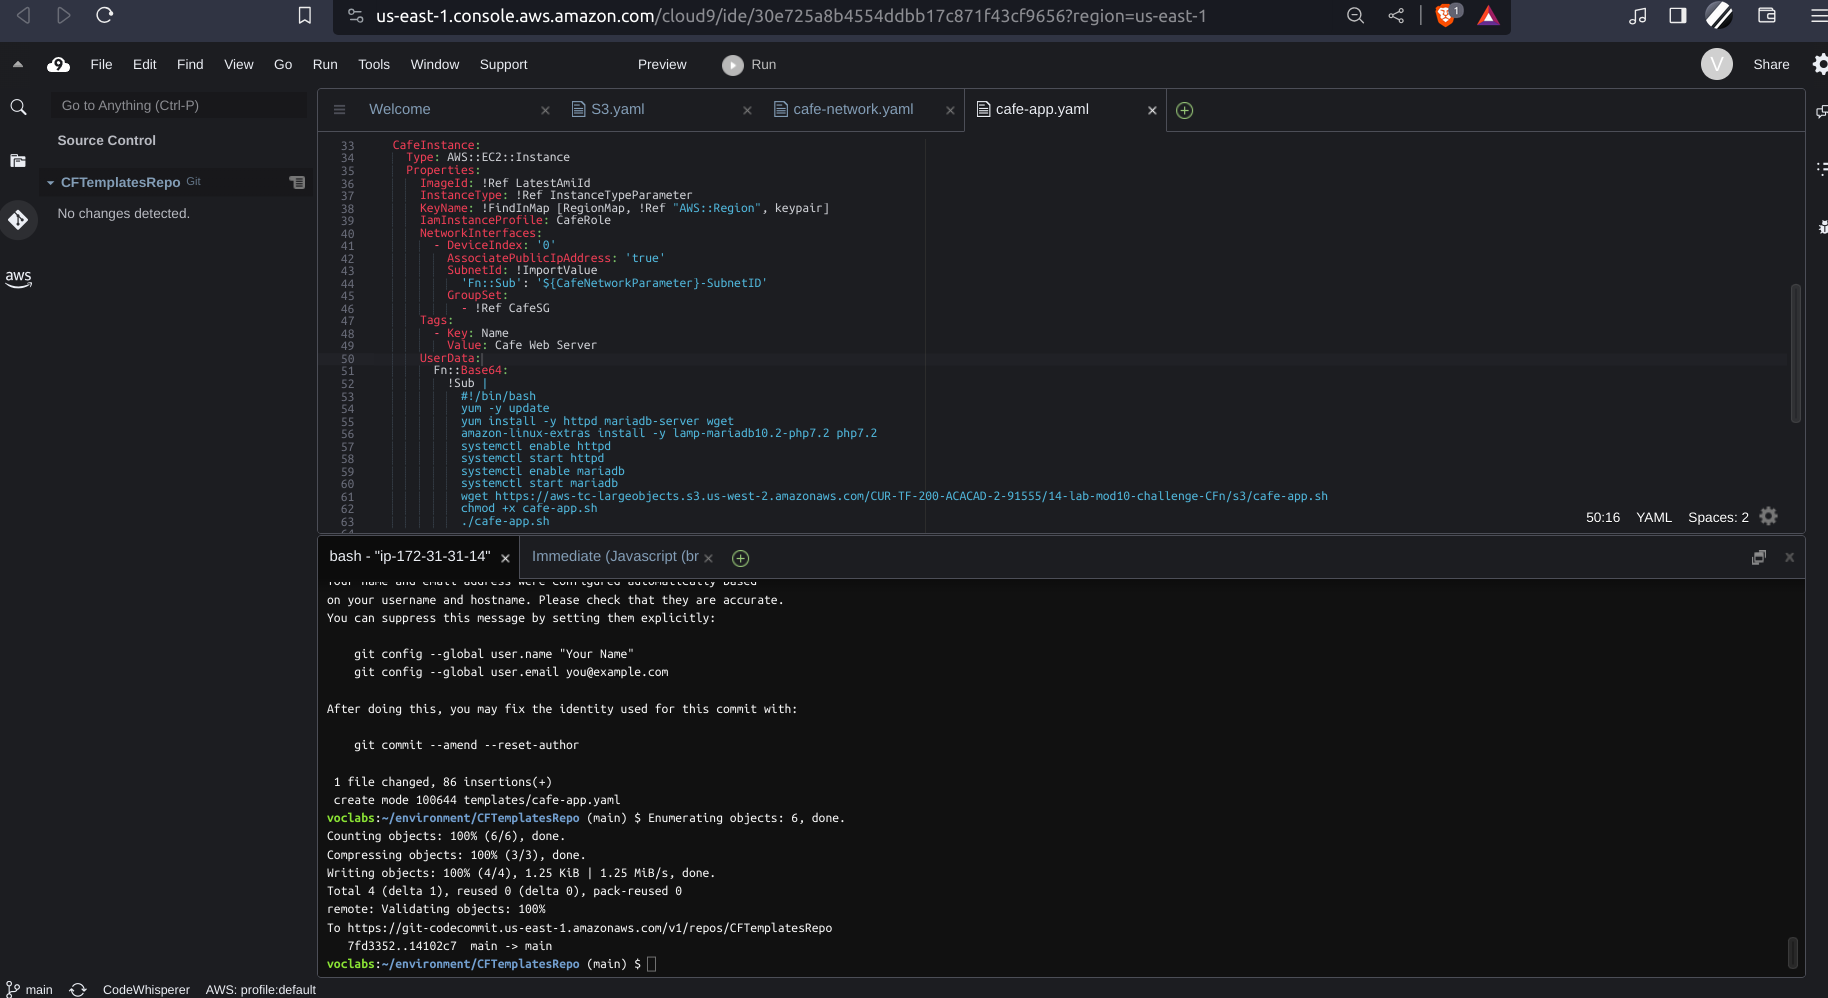 us-east-1.console.aws.amazon.com/cloud9/ide/30e725a8b4554ddbb17c871f43cf9656?region=us-east-1
1
9 File Edit Find View Go Run Tools Window Support Preview Run V Share
Go to Anything (Ctrl-P)
Source Control
CFTemplatesRepo Git
No changes detected.
aws
Welcome S3.yaml cafe-network.yaml cafe-app.yaml
33 CafeInstance:
34 Type: AWS::EC2::Instance
35 Properties:
36 ImageId: !Ref LatestAmiId
37 InstanceType: !Ref InstanceTypeParameter
38 KeyName: !FindInMap [RegionMap, !Ref "AWS::Region", keypair]
39 IamInstanceProfile: CafeRole
40 NetworkInterfaces:
41 - DeviceIndex: '0'
42 AssociatePublicIpAddress: 'true'
43 SubnetId: !ImportValue
44 'Fn::Sub': '${CafeNetworkParameter}-SubnetID'
45 GroupSet:
46 - !Ref CafeSG
47 Tags:
48 - Key: Name
49 Value: Cafe Web Server
50 UserData:
51 Fn::Base64:
52 !Sub |
53 #!/bin/bash
54 yum -y update
55 yum install -y httpd mariadb-server wget
56 amazon-linux-extras install -y lamp-mariadb10.2-php7.2 php7.2
57 systemctl enable httpd
58 systemctl start httpd
59 systemctl enable mariadb
60 systemctl start mariadb
61 wget https://aws-tc-largeobjects.s3.us-west-2.amazonaws.com/CUR-TF-200-ACACAD-2-91555/14-lab-mod10-challenge-CFn/s3/cafe-app.sh
62 chmod +x cafe-app.sh
63 ./cafe-app.sh
50:16 YAML Spaces: 2
bash - "ip-172-31-31-14" Immediate (Javascript (br
Your name and email address were configured automatically based
on your username and hostname. Please check that they are accurate.
You can suppress this message by setting them explicitly:
git config --global user.name "Your Name"
git config --global user.email you@example.com
After doing this, you may fix the identity used for this commit with:
git commit --amend --reset-author
1 file changed, 86 insertions(+)
create mode 100644 templates/cafe-app.yaml
voclabs:~/environment/CFTemplatesRepo (main) $ Enumerating objects: 6, done.
Counting objects: 100% (6/6), done.
Compressing objects: 100% (3/3), done.
Writing objects: 100% (4/4), 1.25 KiB | 1.25 MiB/s, done.
Total 4 (delta 1), reused 0 (delta 0), pack-reused 0
remote: Validating objects: 100%
To https://git-codecommit.us-east-1.amazonaws.com/v1/repos/CFTemplatesRepo
7fd3352..14102c7 main -> main
voclabs:~/environment/CFTemplatesRepo (main) $
main CodeWhisperer AWS: profile:default